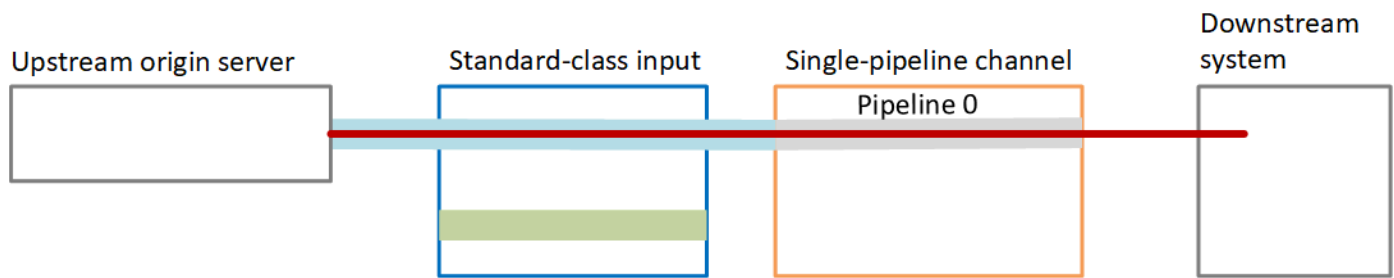 Upstream origin server
Standard-class input
Single-pipeline channel
Downstream
system
Pipeline 0